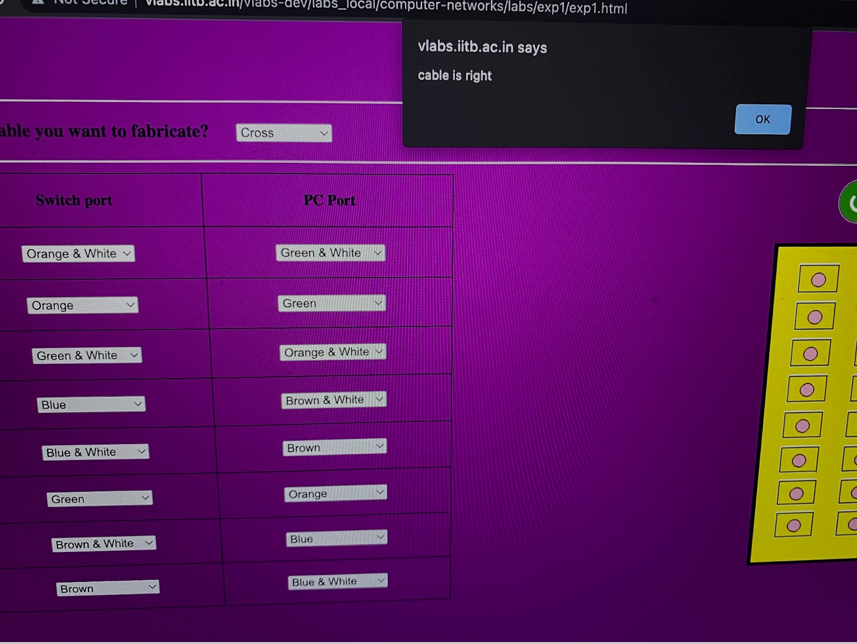 Not Secure | vlabs.iitb.ac.in/vlabs-dev/labs_local/computer-networks/labs/exp1/exp1.html
vlabs.iitb.ac.in says
cable is right
OK
able you want to fabricate? Cross
Switch port PC Port
Orange & White Green & White
Orange Green
Green & White Orange & White
Blue Brown & White
Blue & White Brown
Green Orange
Brown & White Blue
Brown Blue & White